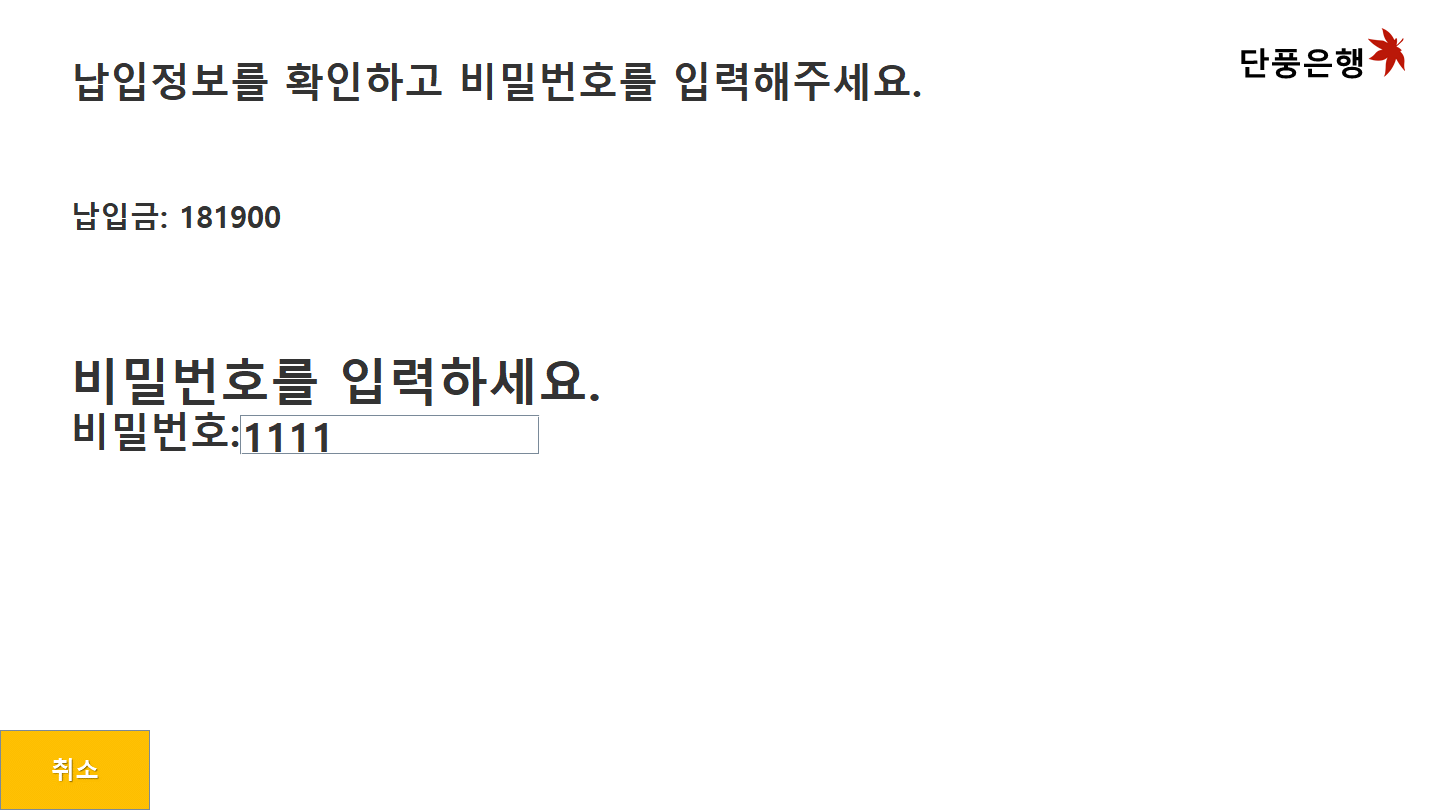 단풍은행
납입정보를 확인하고 비밀번호를 입력해주세요.
납입금: 181900
비밀번호를 입력하세요.
비밀번호:1111
취소